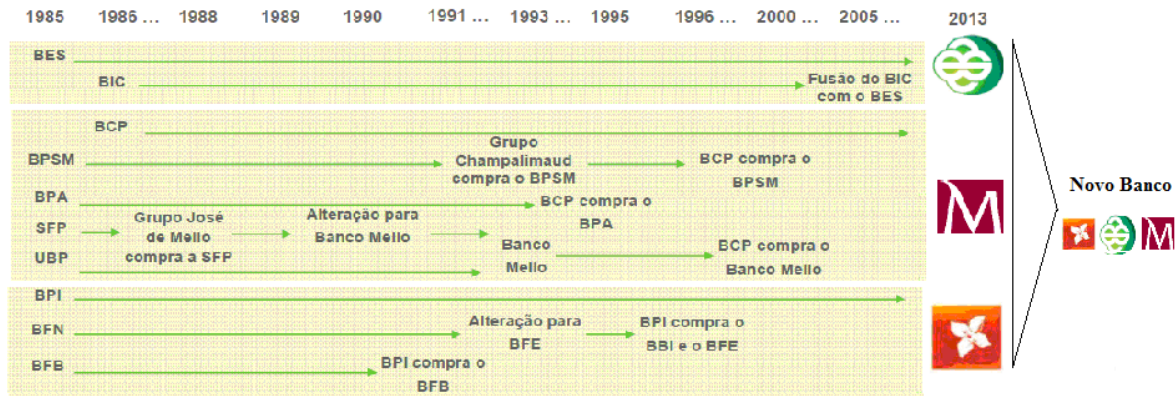 1985 1986 ... 1988 1989 1990 1991 ... 1993 ... 1995 1996 ... 2000 ... 2005 ... 2013
BES
BIC
Fusão do BIC
com o BES
BCP
BPSM
Grupo
Champalimaud
compra o BPSM
BCP compra o
BPSM
BPA
BCP compra o
BPA
SFP
Grupo José
de Mello
compra a SFP
Alteração para
Banco Mello
UBP
Banco
Mello
BCP compra o
Banco Mello
BPI
BFN
Alteração para
BFE
BPI compra o
BBI e o BFE
BFB
BPI compra o
BFB
M
Novo Banco
M